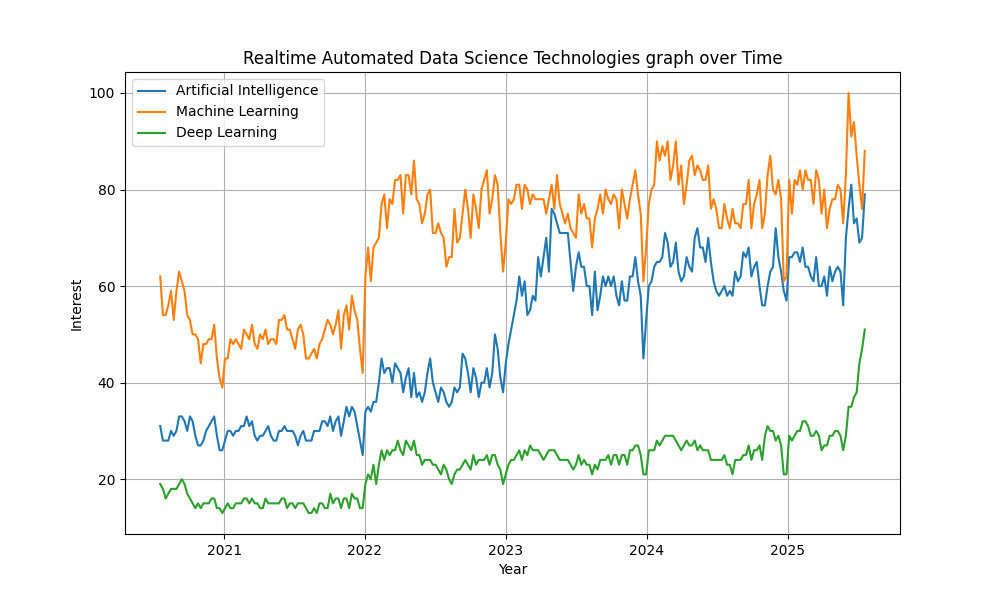 Realtime Automated Data Science Technologies graph over Time
Artificial Intelligence
Machine Learning
Deep Learning
100
80
60
40
20
Interest
2021 2022 2023 2024 2025
Year